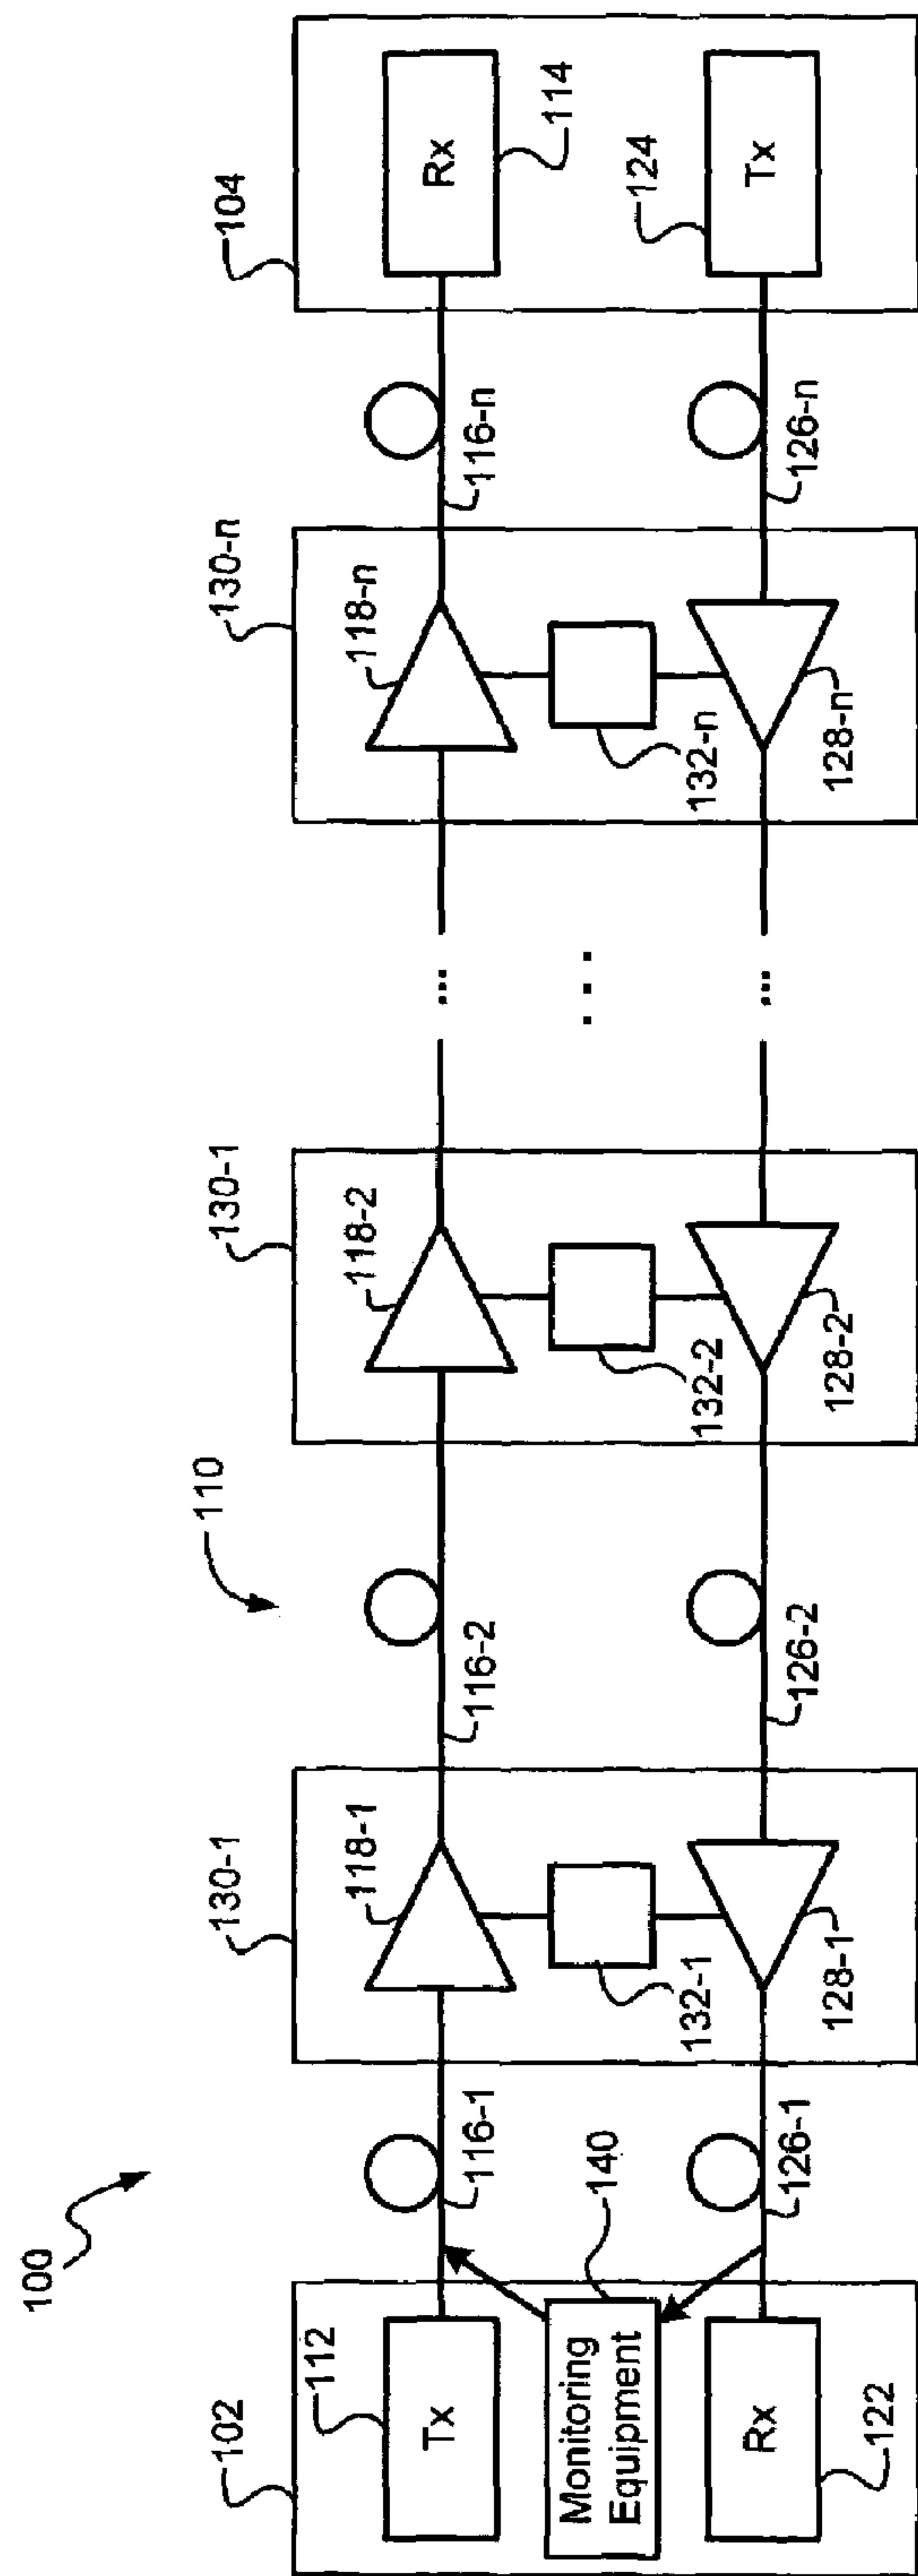 100
110
102
112
Tx
Monitoring
Equipment
140
Rx
122
116-1
126-1
130-1
118-1
132-1
128-1
116-2
126-2
130-1
118-2
132-2
128-2
...
. . .
...
130-n
118-n
132-n
128-n
116-n
126-n
104
Rx
114
124
Tx